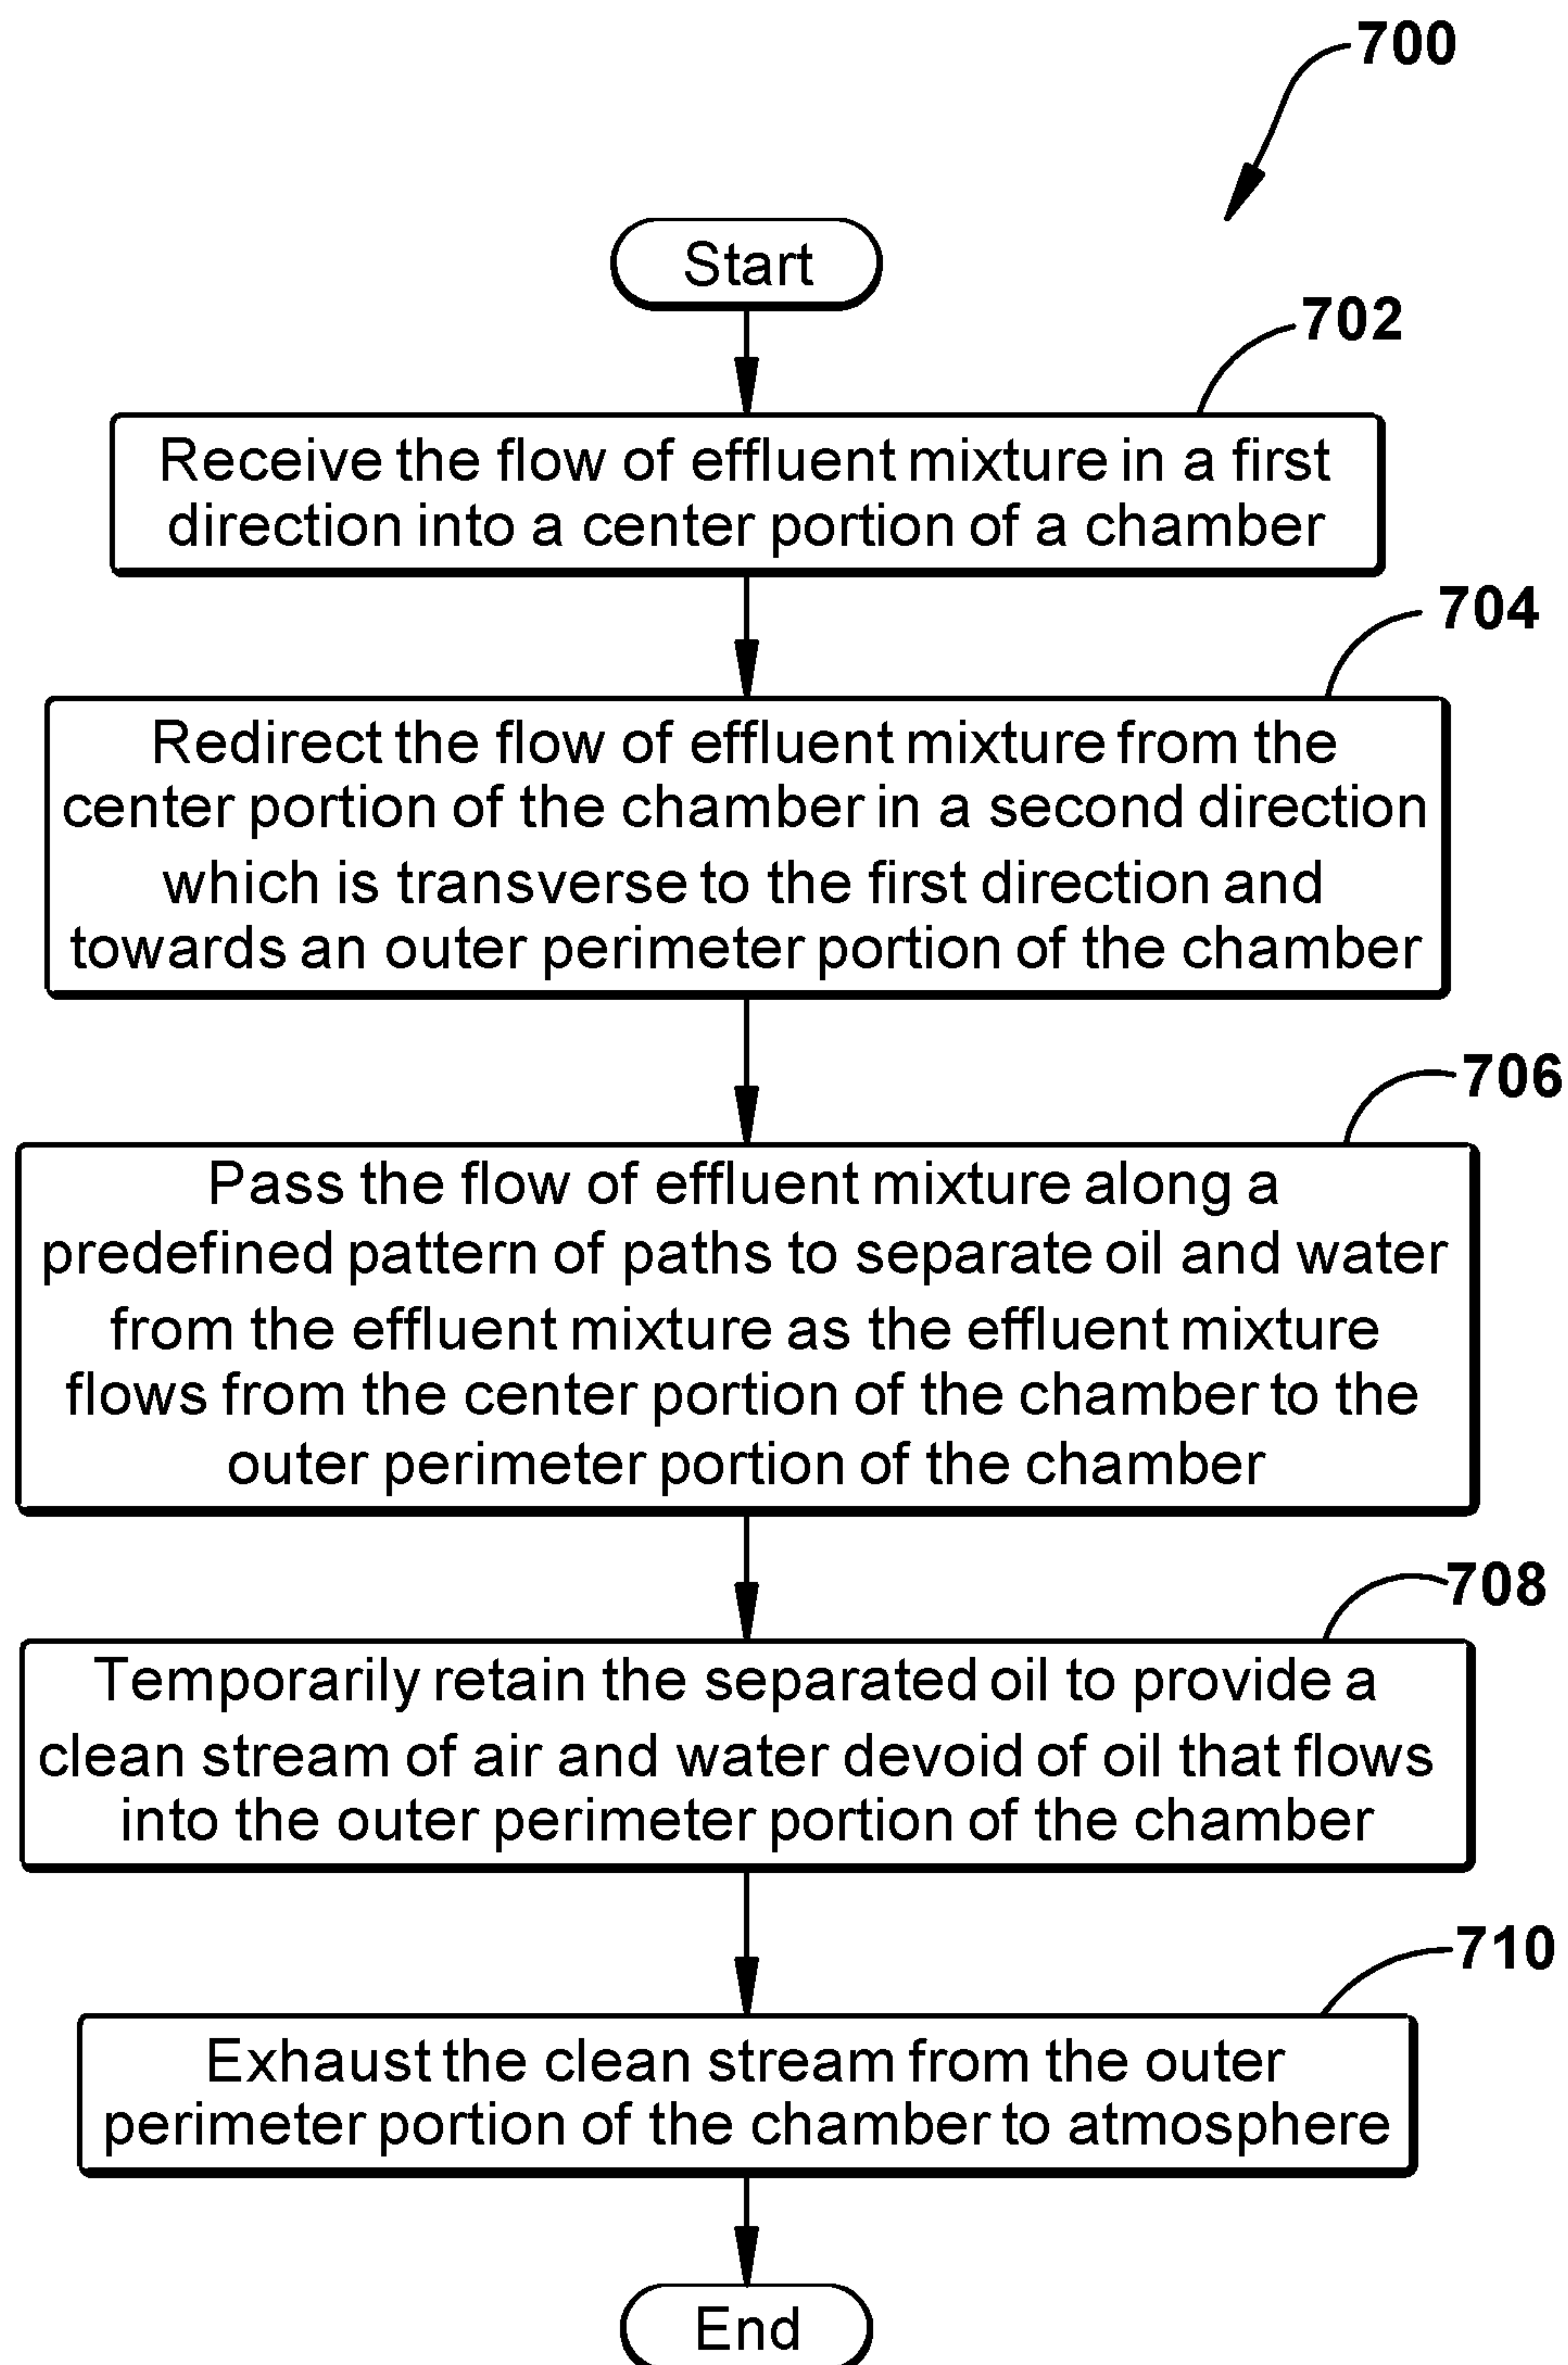 700
Start
702
Receive the flow of effluent mixture in a first
direction into a center portion of a chamber
704
Redirect the flow of effluent mixture from the
center portion of the chamber in a second direction
which is transverse to the first direction and
towards an outer perimeter portion of the chamber
706
Pass the flow of effluent mixture along a
predefined pattern of paths to separate oil and water
from the effluent mixture as the effluent mixture
flows from the center portion of the chamber to the
outer perimeter portion of the chamber
708
Temporarily retain the separated oil to provide a
clean stream of air and water devoid of oil that flows
into the outer perimeter portion of the chamber
710
Exhaust the clean stream from the outer
perimeter portion of the chamber to atmosphere
End